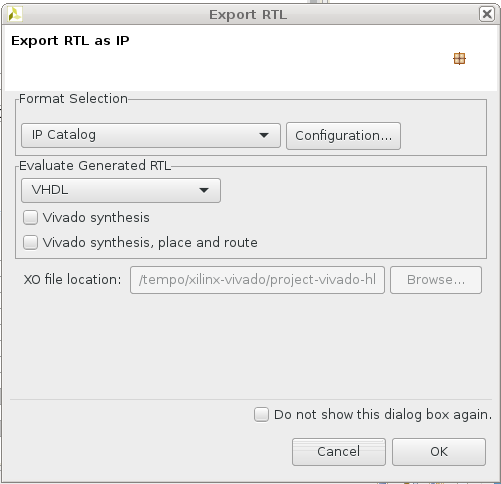 Export RTL
Export RTL as IP
Format Selection
IP Catalog Configuration...
Evaluate Generated RTL
VHDL
Vivado synthesis
Vivado synthesis, place and route
XO file location: /tempo/xilinx-vivado/project-vivado-hl Browse...
Do not show this dialog box again.
Cancel OK